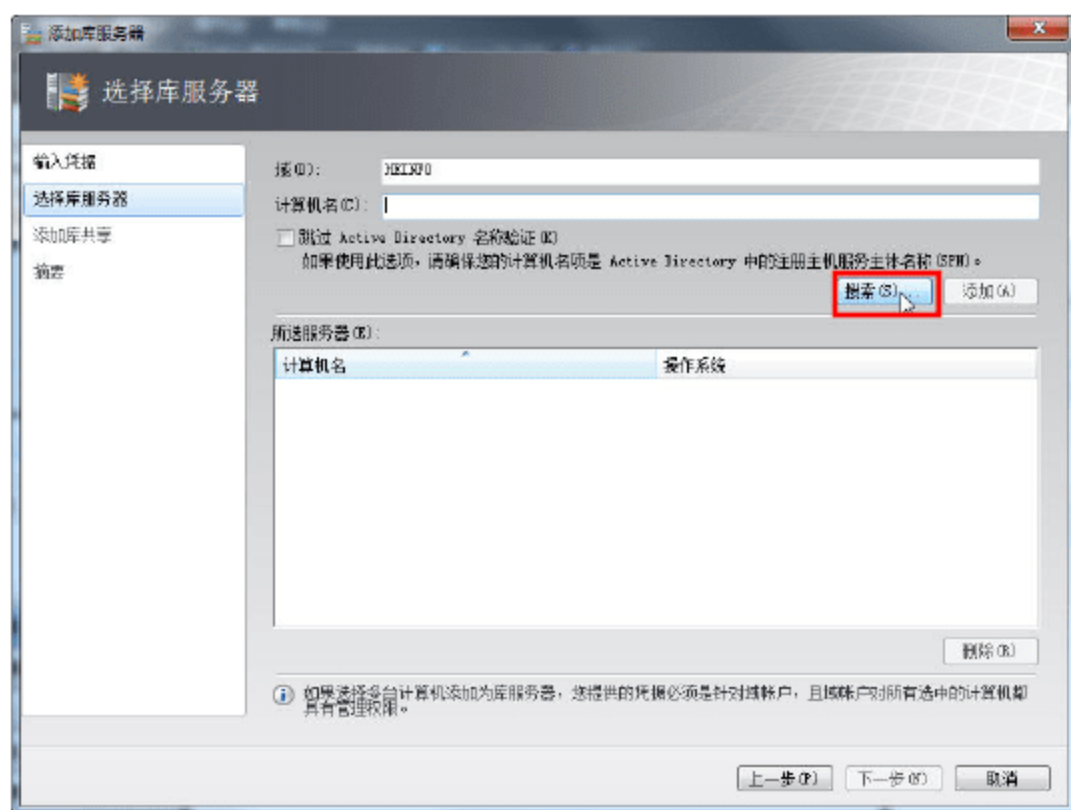 添加库服务器
x
选择库服务器
输入凭据
选择库服务器
添加库共享
摘要
域(D):
计算机名(C):
跳过 Active Directory 名称验证(K)
如果使用此选项，请确保您的计算机名项是 Active Directory 中的注册主机服务主体名称(SPN)。
搜索(S)...
添加(A)
所选服务器(E):
计算机名
操作系统
删除(R)
如果选择多台计算机添加为库服务器，您提供的凭据必须是针对域帐户，且域帐户对所有选中的计算机都
具有管理权限。
上一步(P)
下一步(N)
取消